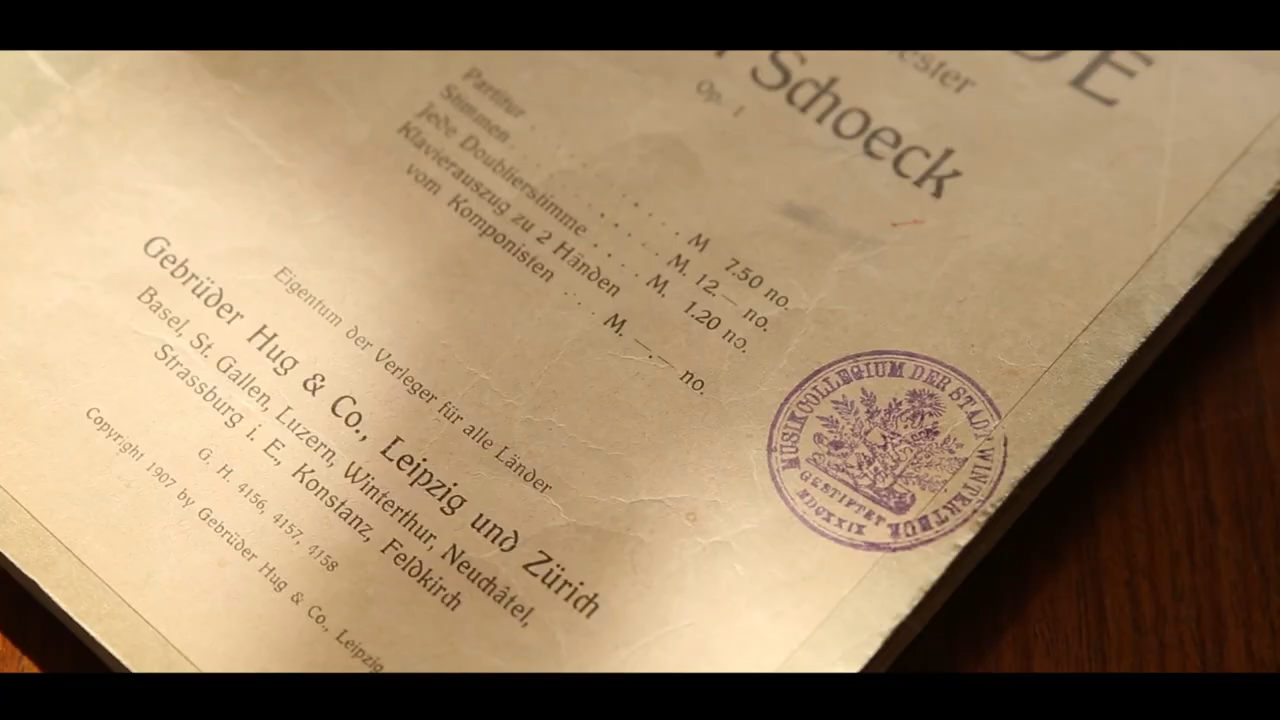 DE
ester
Schoeck
Op. 1
Partitur . . . . . . . . M 7.50 no.
Stimmen . . . . . . . . M. 12.— no.
Jede Doublierstimme . . . . M. 1.20 no.
Klavierauszug zu 2 Händen
vom Komponisten . . . M. —.— no.
Eigentum der Verleger für alle Länder
Gebrüder Hug & Co., Leipzig und Zürich
Basel, St. Gallen, Luzern, Winterthur, Neuchâtel,
Strassburg i. E., Konstanz, Feldkirch
G. H. 4156, 4157, 4158
Copyright 1907 by Gebrüder Hug & Co., Leipzig
MUSIKCOLLEGIUM DER STADT WINTERTHUR
GESTIFTET
MDCXXIX